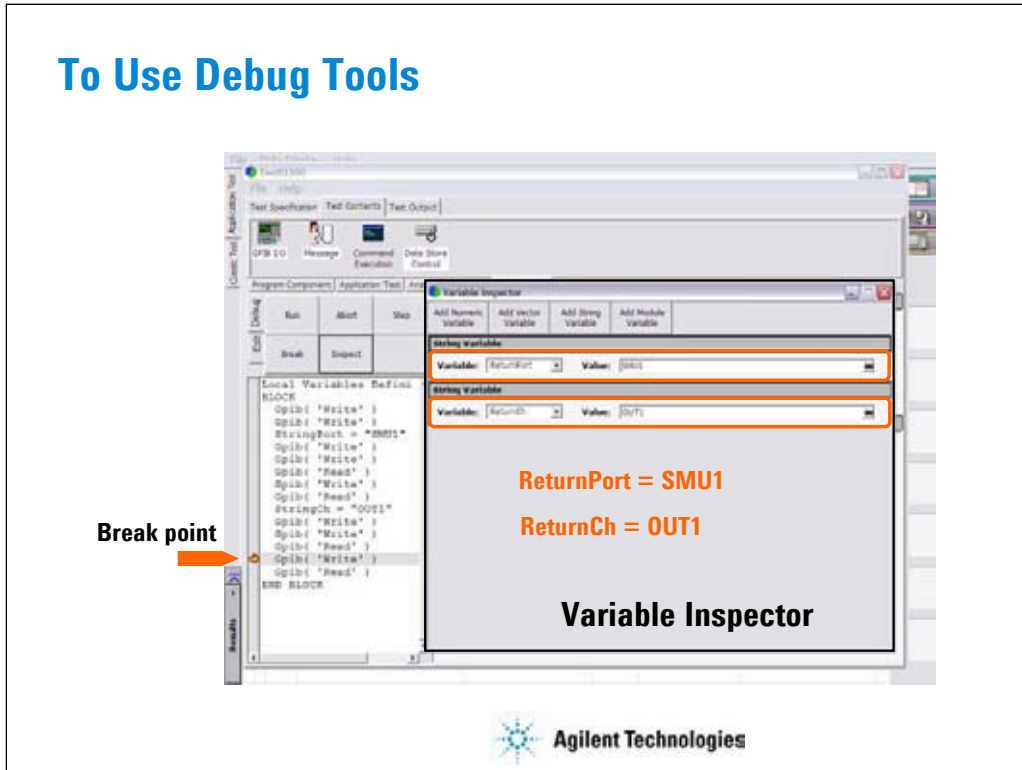 To Use Debug Tools
File Help
Test Specification Test Contents Test Output
GPIB I/O Message Command Execution Data Store Control
Program Component Application Test
Classic Test Application Test
Edit Debug
Run Abort Step
Break Inspect
Local Variables Defini
BLOCK
Gpib( 'Write' )
Gpib( 'Write' )
StringPort = "SMU1"
Gpib( 'Write' )
Gpib( 'Write' )
Gpib( 'Read' )
Gpib( 'Write' )
Gpib( 'Read' )
StringCh = "OUT1"
Gpib( 'Write' )
Gpib( 'Write' )
Gpib( 'Read' )
Gpib( 'Write' )
Gpib( 'Read' )
END BLOCK
Break point
Results
Variable Inspector
Add Numeric Variable Add Vector Variable Add String Variable Add Module Variable
String Variable
Variable: ReturnPort Value: SMU1
String Variable
Variable: ReturnCh Value: OUT1
ReturnPort = SMU1
ReturnCh = OUT1
Variable Inspector
Agilent Technologies